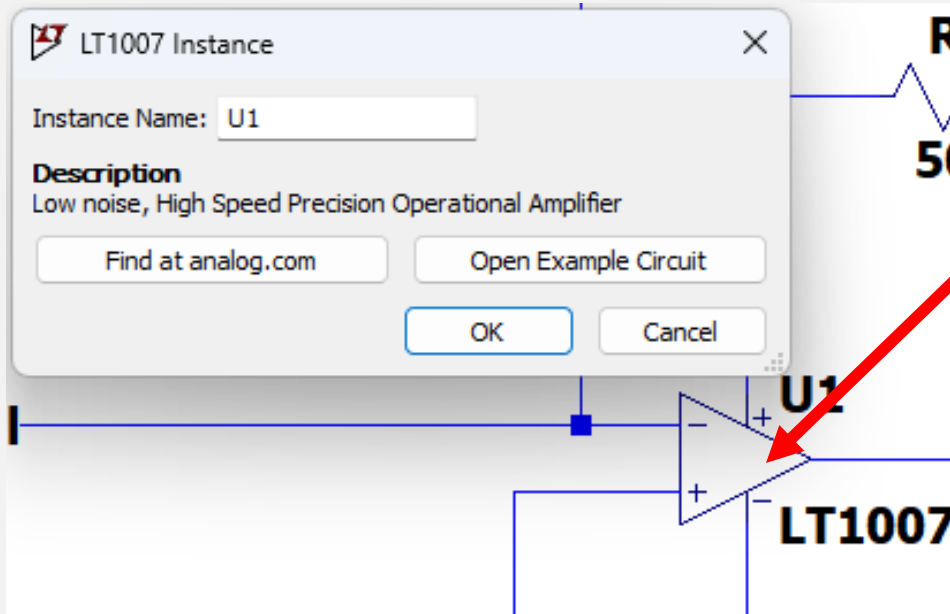 LT1007 Instance
Instance Name: U1
Description
Low noise, High Speed Precision Operational Amplifier
Find at analog.com
Open Example Circuit
OK
Cancel
R
U1
+
−
+
−
LT1007